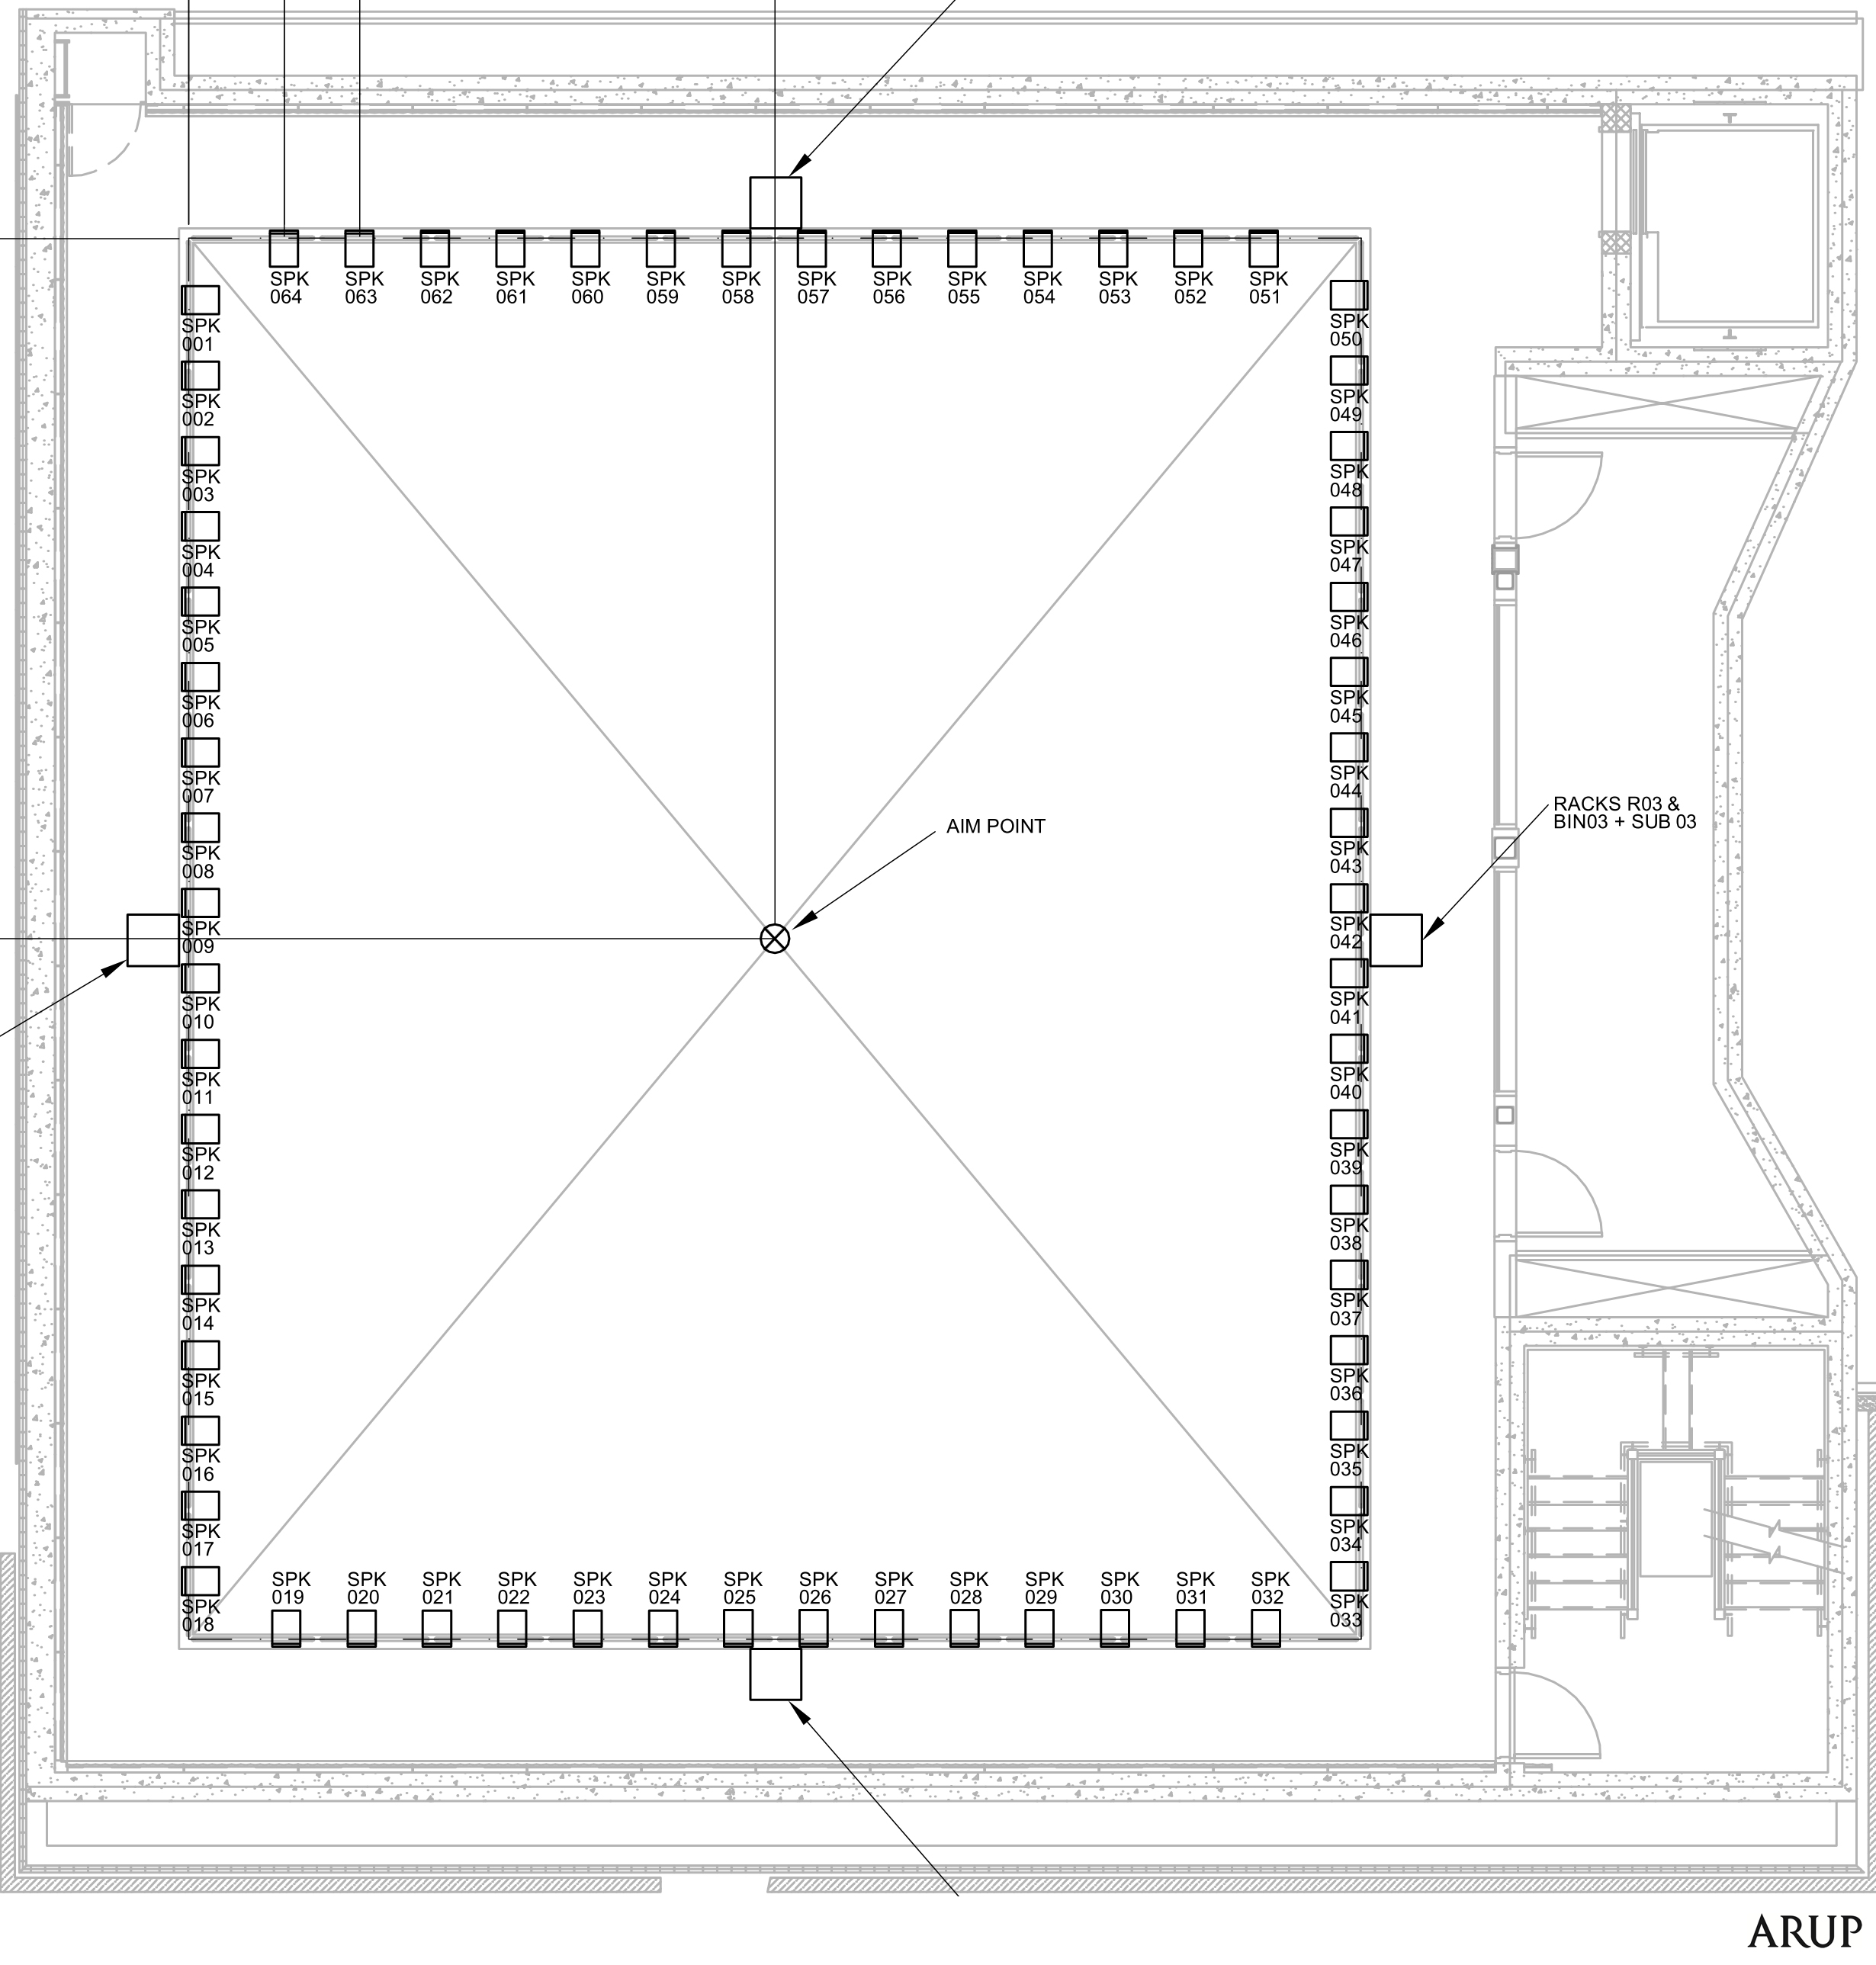 SPK
064
SPK
063
SPK
062
SPK
061
SPK
060
SPK
059
SPK
058
SPK
057
SPK
056
SPK
055
SPK
054
SPK
053
SPK
052
SPK
051
SPK
001
SPK
002
SPK
003
SPK
004
SPK
005
SPK
006
SPK
007
SPK
008
SPK
009
SPK
010
SPK
011
SPK
012
SPK
013
SPK
014
SPK
015
SPK
016
SPK
017
SPK
018
AIM POINT
SPK
050
SPK
049
SPK
048
SPK
047
SPK
046
SPK
045
SPK
044
SPK
043
SPK
042
SPK
041
SPK
040
SPK
039
SPK
038
SPK
037
SPK
036
SPK
035
SPK
034
SPK
033
RACKS R03 &
BIN03 + SUB 03
SPK
019
SPK
020
SPK
021
SPK
022
SPK
023
SPK
024
SPK
025
SPK
026
SPK
027
SPK
028
SPK
029
SPK
030
SPK
031
SPK
032
ARUP